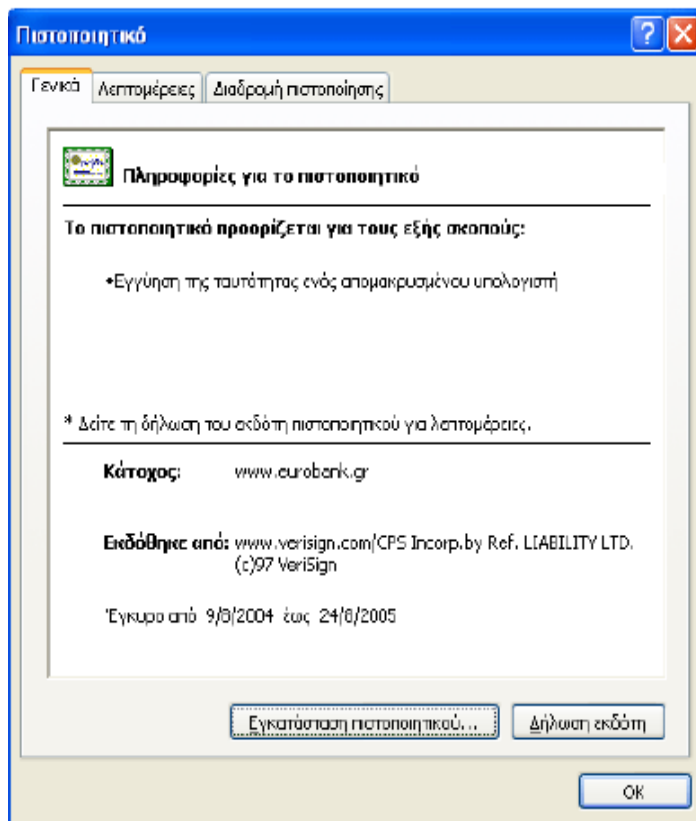 Πιστοποιητικό
Γενικά Λεπτομέρειες Διαδρομή πιστοποίησης
Πληροφορίες για το πιστοποιητικό
Το πιστοποιητικό προορίζεται για τους εξής σκοπούς:
•Εγγύηση της ταυτότητας ενός απομακρυσμένου υπολογιστή
* Δείτε τη δήλωση του εκδότη πιστοποιητικού για λεπτομέρειες.
Κάτοχος: www.eurobank.gr
Εκδόθηκε από: www.verisign.com/CPS Incorp.by Ref. LIABILITY LTD.
(c)97 VeriSign
Έγκυρο από 9/8/2004 έως 24/8/2005
Εγκατάσταση πιστοποιητικού... Δήλωση εκδότη
OK